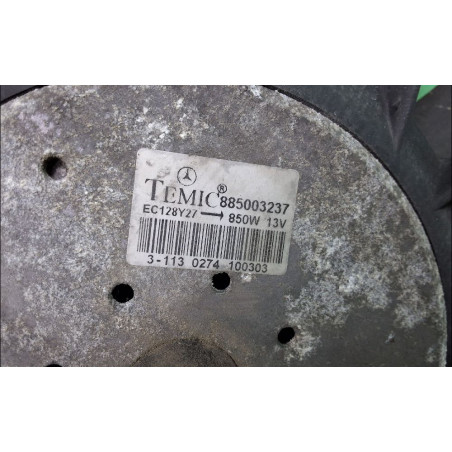 TEMIC® 885003237
EC128Y27 → 850W 13V
3-113 0274 100303